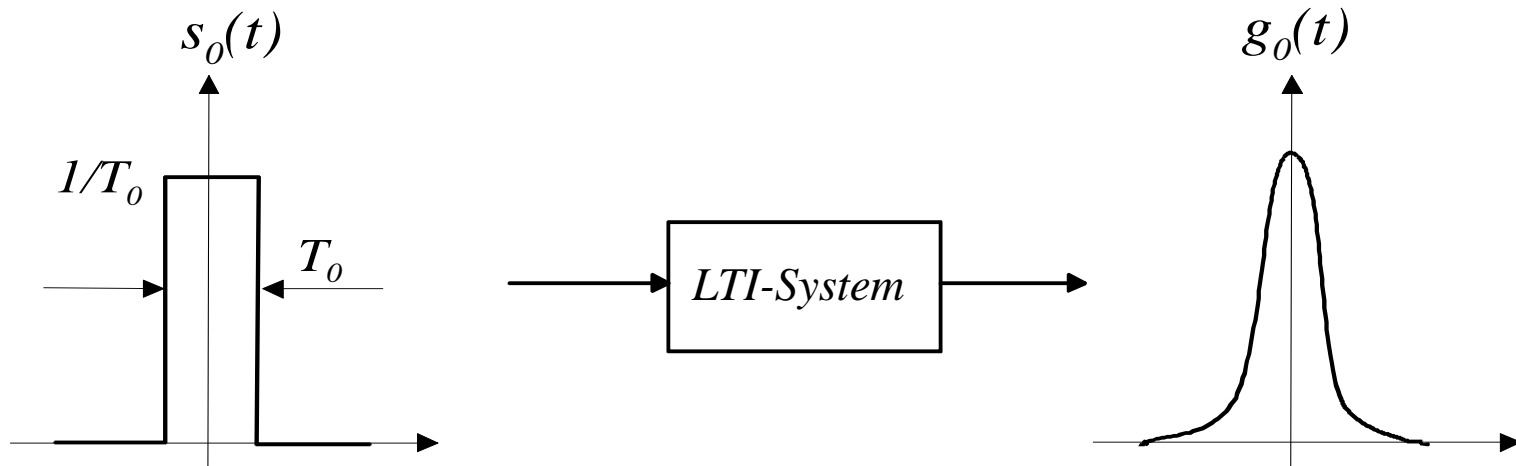 s₀(t)
g₀(t)
1/T₀
T₀
LTI-System